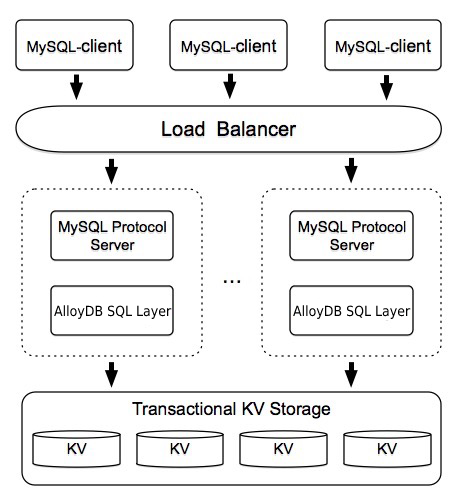 MySQL-client MySQL-client MySQL-client
Load Balancer
MySQL Protocol
Server
MySQL Protocol
Server
...
AlloyDB SQL Layer
AlloyDB SQL Layer
Transactional KV Storage
KV KV KV KV